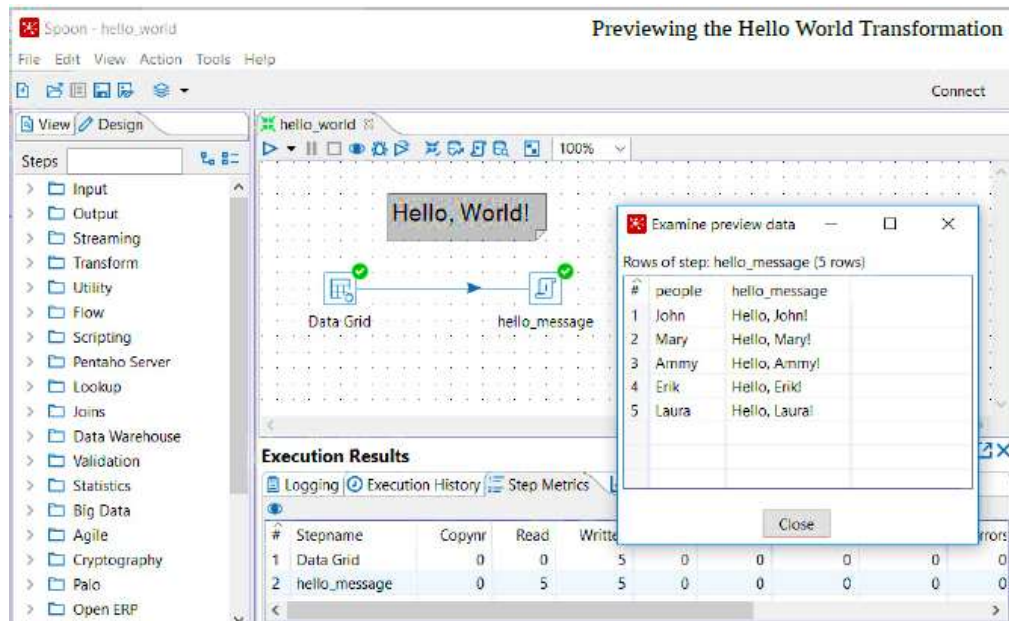 Spoon - hello_world
Previewing the Hello World Transformation
File Edit View Action Tools Help
Connect
View Design
hello_world
Steps
100%
Input
Output
Streaming
Transform
Utility
Flow
Scripting
Pentaho Server
Lookup
Joins
Data Warehouse
Validation
Statistics
Big Data
Agile
Cryptography
Palo
Open ERP
Hello, World!
Data Grid
hello_message
Examine preview data
Rows of step: hello_message (5 rows)
# people hello_message
1 John Hello, John!
2 Mary Hello, Mary!
3 Ammy Hello, Ammy!
4 Erik Hello, Erik!
5 Laura Hello, Laura!
Close
Execution Results
Logging Execution History Step Metrics
# Stepname Copynr Read Writte rrors
1 Data Grid 0 0 5 0 0 0 0 0
2 hello_message 0 5 5 0 0 0 0 0